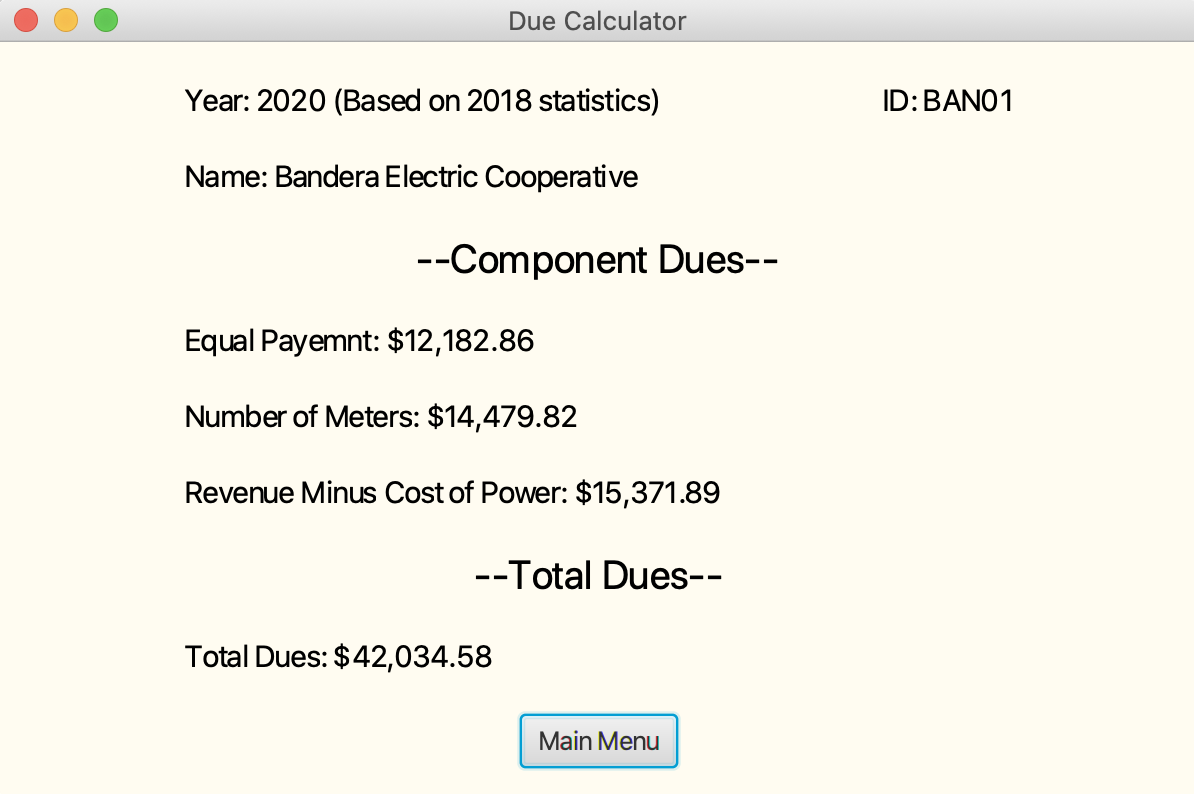 Due Calculator
Year: 2020 (Based on 2018 statistics) ID: BAN01
Name: Bandera Electric Cooperative
--Component Dues--
Equal Payemnt: $12,182.86
Number of Meters: $14,479.82
Revenue Minus Cost of Power: $15,371.89
--Total Dues--
Total Dues: $42,034.58
Main Menu